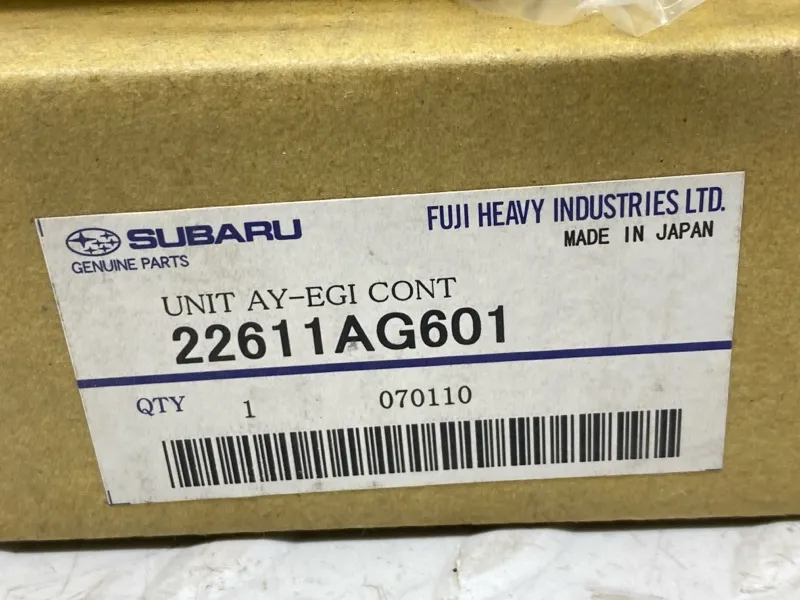 SUBARU
GENUINE PARTS
FUJI HEAVY INDUSTRIES LTD.
MADE IN JAPAN
UNIT AY-EGI CONT
22611AG601
QTY 1 070110